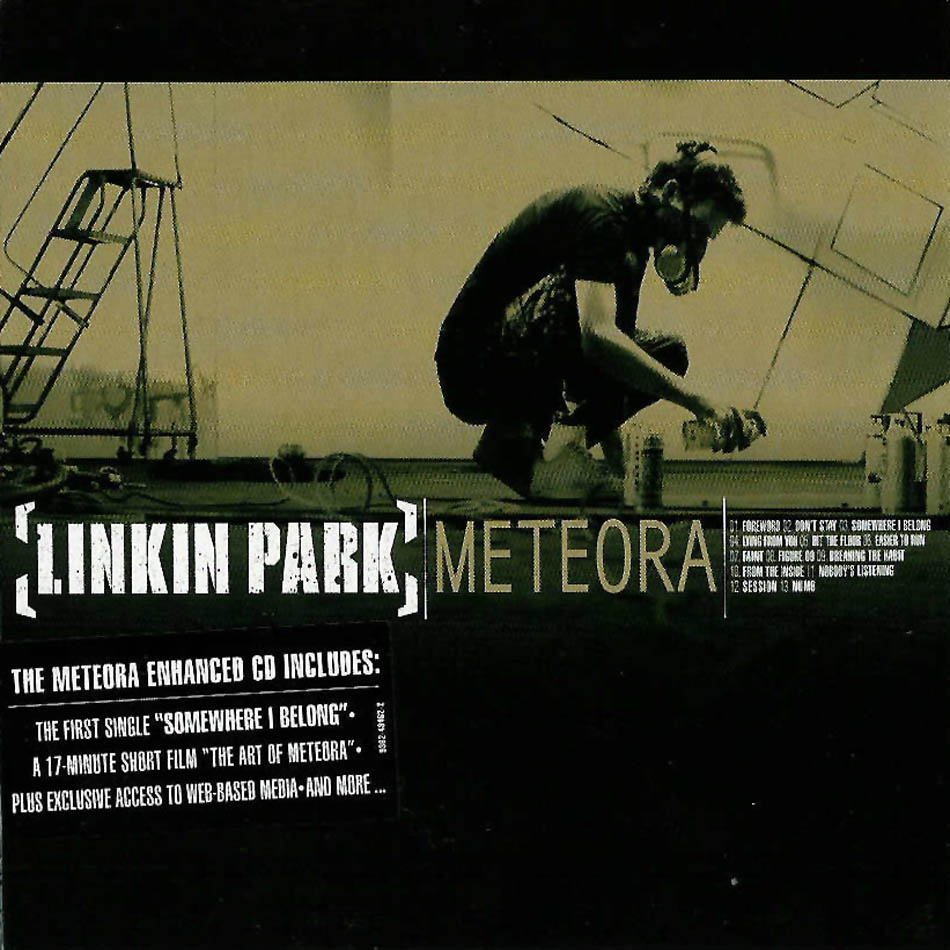 [LINKIN PARK]
METEORA
01. FOREWORD 02. DON'T STAY 03. SOMEWHERE I BELONG
04. LYING FROM YOU 05. HIT THE FLOOR 06. EASIER TO RUN
07. FAINT 08. FIGURE.09 09. BREAKING THE HABIT
10. FROM THE INSIDE 11. NOBODY'S LISTENING
12. SESSION 13. NUMB
THE METEORA ENHANCED CD INCLUDES:
THE FIRST SINGLE "SOMEWHERE I BELONG"•
A 17-MINUTE SHORT FILM "THE ART OF METEORA"•
PLUS EXCLUSIVE ACCESS TO WEB-BASED MEDIA•AND MORE ...
9362-48462-2